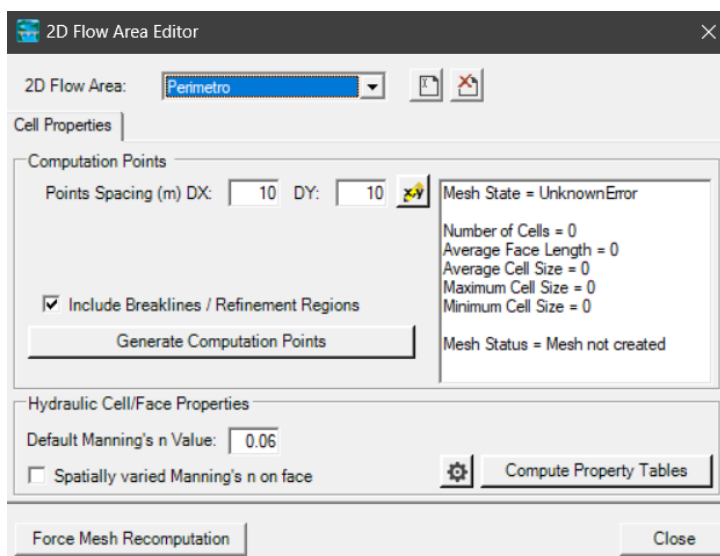 2D Flow Area Editor
2D Flow Area: Perimetro
Cell Properties
Computation Points
Points Spacing (m) DX: 10 DY: 10
Mesh State = UnknownError
Number of Cells = 0
Average Face Length = 0
Average Cell Size = 0
Maximum Cell Size = 0
Minimum Cell Size = 0
Mesh Status = Mesh not created
Include Breaklines / Refinement Regions
Generate Computation Points
Hydraulic Cell/Face Properties
Default Manning's n Value: 0.06
Spatially varied Manning's n on face
Compute Property Tables
Force Mesh Recomputation
Close